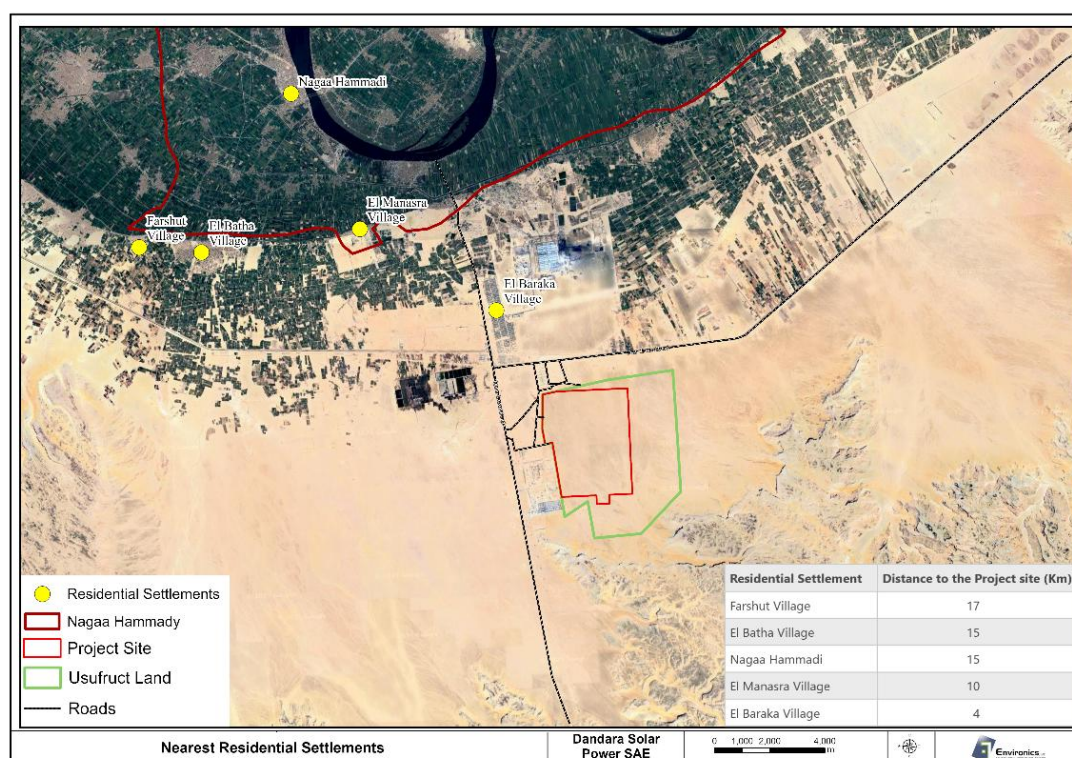 Nagaa Hammadi
El Manasra
Village
Farshut
Village
El Batha
Village
El Baraka
Village
Residential Settlements
Nagaa Hammady
Project Site
Usufruct Land
Roads
Residential Settlement Distance to the Project site (Km)
Farshut Village 17
El Batha Village 15
Nagaa Hammadi 15
El Manasra Village 10
El Baraka Village 4
Nearest Residential Settlements
Dandara Solar
Power SAE
0 1,000 2,000 4,000
m
Environics